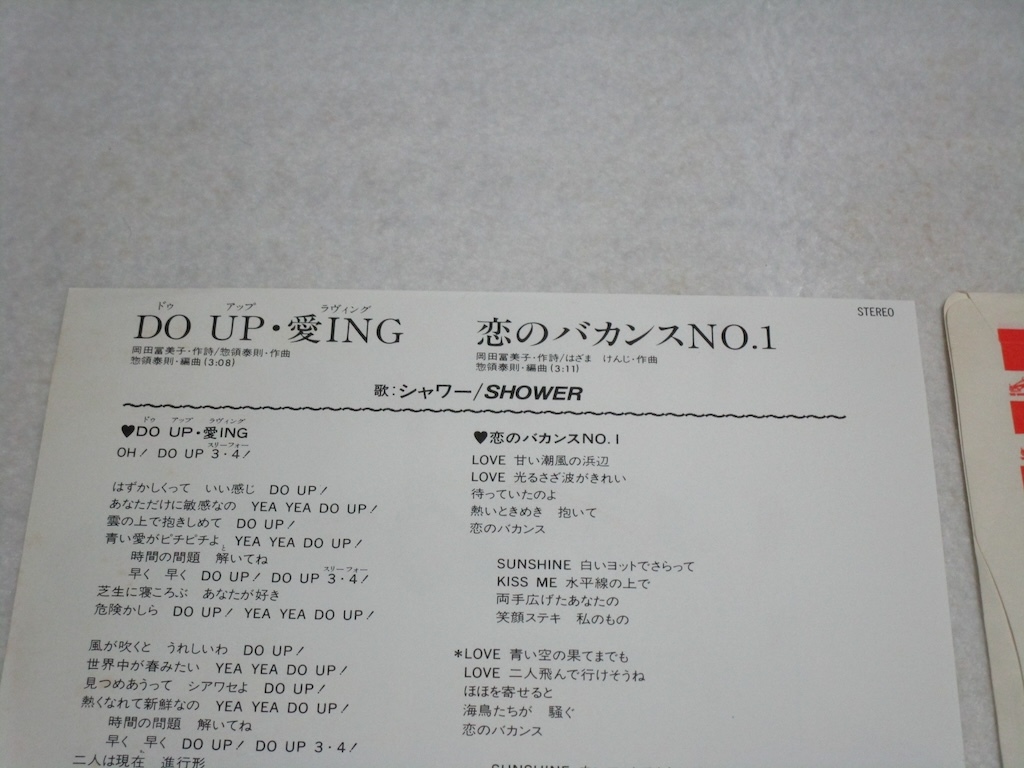 ドゥ アップ ラヴィング
DO UP・愛ING
岡田冨美子・作詩/惣領泰則・作曲
惣領泰則・編曲(3:08)
恋のバカンスNO.1
岡田冨美子・作詩/はざま けんじ・作曲
惣領泰則・編曲(3:11)
STEREO
歌:シャワー/SHOWER
ドゥ アップ ラヴィング
♥DO UP・愛ING
スリーフォー
OH! DO UP 3・4!
はずかしくって いい感じ DO UP!
あなただけに敏感なの YEA YEA DO UP!
雲の上で抱きしめて DO UP!
青い愛がピチピチよ YEA YEA DO UP!
時間の問題 解いてね
と
スリーフォー
早く 早く DO UP! DO UP 3・4!
芝生に寝ころぶ あなたが好き
危険かしら DO UP! YEA YEA DO UP!
風が吹くと うれしいわ DO UP!
世界中が春みたい YEA YEA DO UP!
見つめあうって シアワセよ DO UP!
熱くなれて新鮮なの YEA YEA DO UP!
時間の問題 解いてね
早く 早く DO UP! DO UP 3・4!
二人は現在 進行形
♥恋のバカンスNO.1
LOVE 甘い潮風の浜辺
LOVE 光るさざ波がきれい
待っていたのよ
熱いときめき 抱いて
恋のバカンス
SUNSHINE 白いヨットでさらって
KISS ME 水平線の上で
両手広げたあなたの
笑顔ステキ 私のもの
*LOVE 青い空の果てまでも
LOVE 二人飛んで行けそうね
ほほを寄せると
海鳥たちが 騒ぐ
恋のバカンス
SUNSHINE